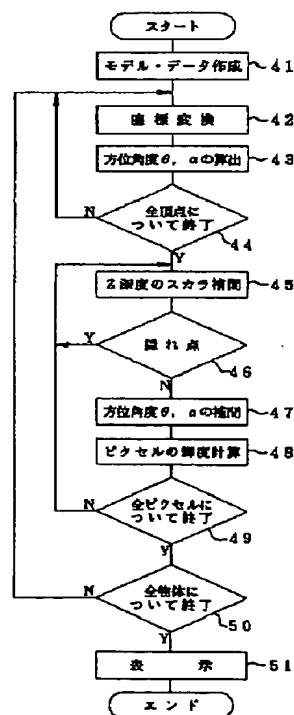 スタート
モデル・データ作成 41
座標変換 42
方位角度θ, αの算出 43
全頂点に
ついて終了
N
44
Y
Z深度のスカラ補間 45
Y
隠れ点
46
N
方位角度θ, αの補間 47
ピクセルの輝度計算 48
N
全ピクセルに
ついて終了
49
Y
N
全物体に
ついて終了
50
Y
表示 51
エンド